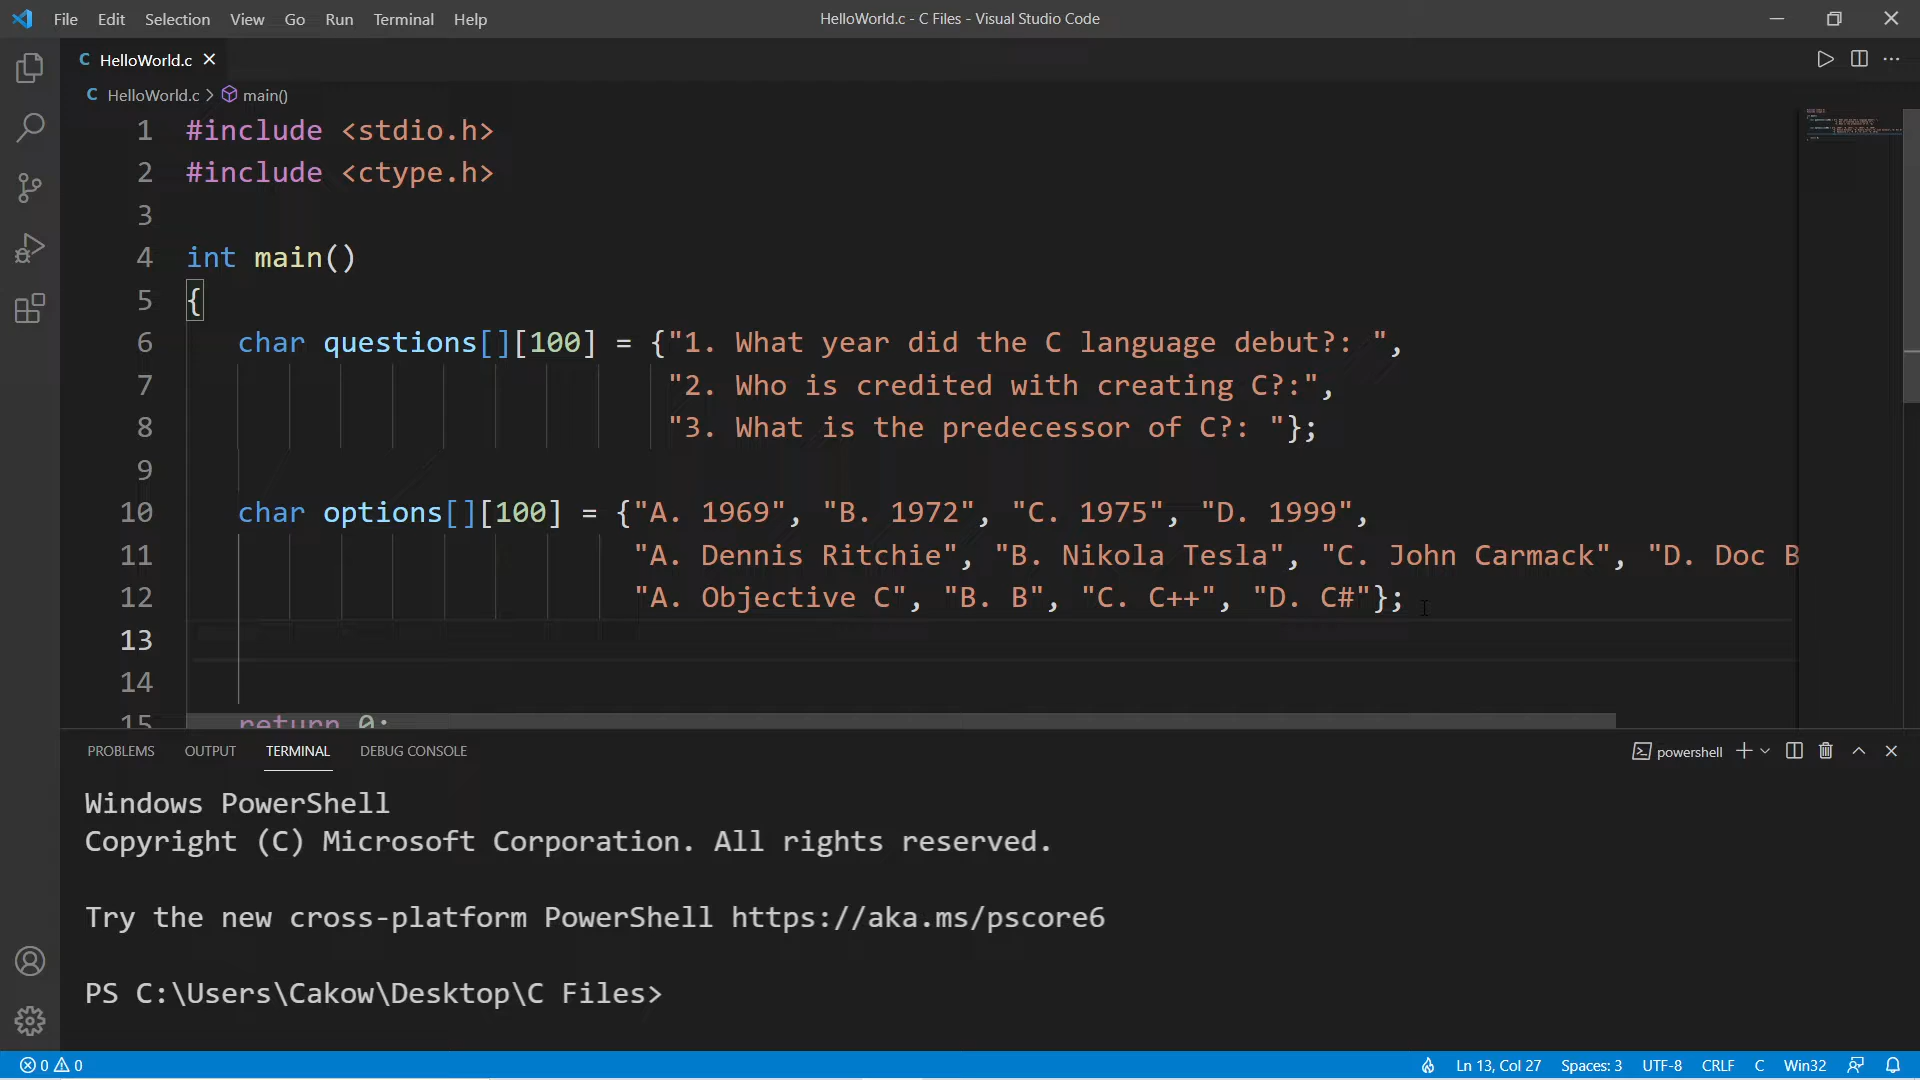 File Edit Selection View Go Run Terminal Help HelloWorld.c - C Files - Visual Studio Code
C HelloWorld.c
C HelloWorld.c > main()
1 #include <stdio.h>
2 #include <ctype.h>
3
4 int main()
5 {
6 char questions[][100] = {"1. What year did the C language debut?: ",
7 "2. Who is credited with creating C?:",
8 "3. What is the predecessor of C?: "};
9
10 char options[][100] = {"A. 1969", "B. 1972", "C. 1975", "D. 1999",
11 "A. Dennis Ritchie", "B. Nikola Tesla", "C. John Carmack", "D. Doc B
12 "A. Objective C", "B. B", "C. C++", "D. C#"};
13
14
15 return 0;
PROBLEMS OUTPUT TERMINAL DEBUG CONSOLE powershell
Windows PowerShell
Copyright (C) Microsoft Corporation. All rights reserved.
Try the new cross-platform PowerShell https://aka.ms/pscore6
PS C:\Users\Cakow\Desktop\C Files>
0 0 Ln 13, Col 27 Spaces: 3 UTF-8 CRLF C Win32